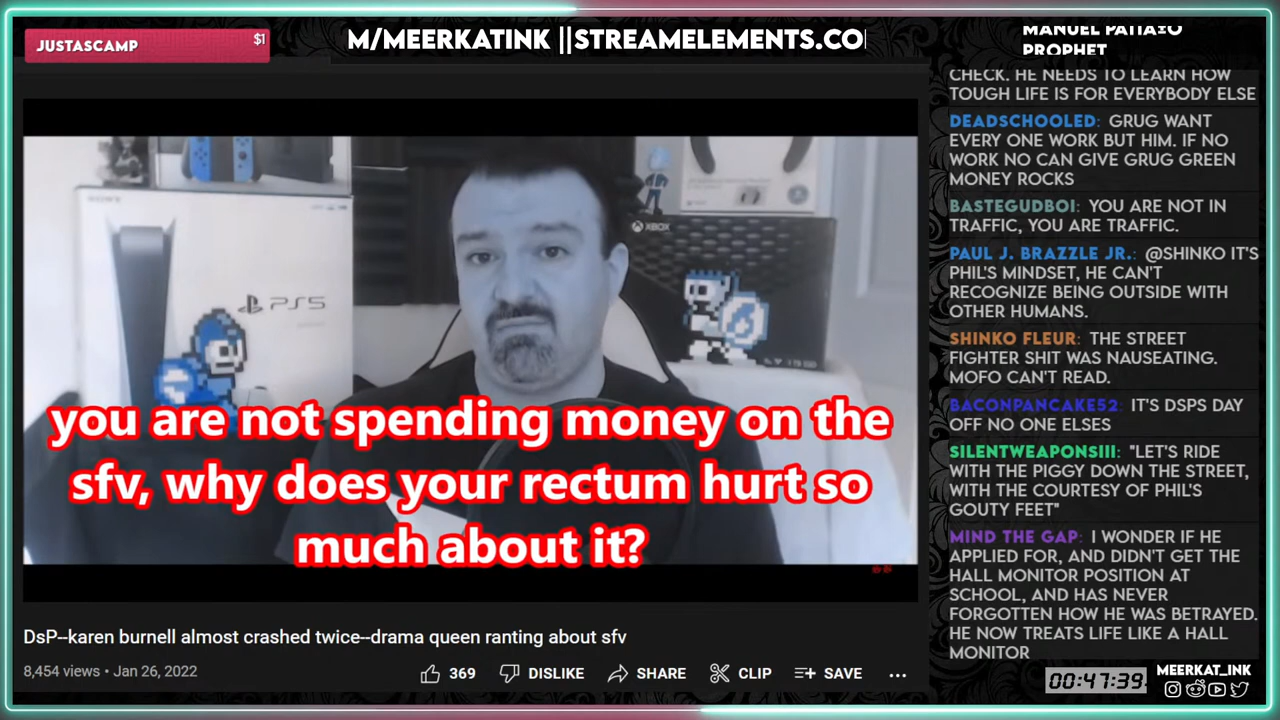 JUSTASCAMP
$1
M/MEERKATINK ||STREAMELEMENTS.CO
PROPHET
CHECK. HE NEEDS TO LEARN HOW
TOUGH LIFE IS FOR EVERYBODY ELSE
DEADSCHOOLED: GRUG WANT
EVERY ONE WORK BUT HIM. IF NO
WORK NO CAN GIVE GRUG GREEN
MONEY ROCKS
BASTEGUDBOI: YOU ARE NOT IN
TRAFFIC, YOU ARE TRAFFIC.
PAUL J. BRAZZLE JR.: @SHINKO IT'S
PHIL'S MINDSET, HE CAN'T
RECOGNIZE BEING OUTSIDE WITH
OTHER HUMANS.
SHINKO FLEUR: THE STREET
FIGHTER SHIT WAS NAUSEATING.
MOFO CAN'T READ.
BACONPANCAKE52: IT'S DSPS DAY
OFF NO ONE ELSES
SILENTWEAPONSIII: "LET'S RIDE
WITH THE PIGGY DOWN THE STREET,
WITH THE COURTESY OF PHIL'S
GOUTY FEET"
MIND THE GAP: I WONDER IF HE
APPLIED FOR, AND DIDN'T GET THE
HALL MONITOR POSITION AT
SCHOOL, AND HAS NEVER
FORGOTTEN HOW HE WAS BETRAYED.
HE NOW TREATS LIFE LIKE A HALL
MONITOR
SONY
PS5
XBOX
you are not spending money on the
sfv, why does your rectum hurt so
much about it?
DsP--karen burnell almost crashed twice--drama queen ranting about sfv
8,454 views • Jan 26, 2022
369
DISLIKE
SHARE
CLIP
SAVE
00:47:39
MEERKAT_INK